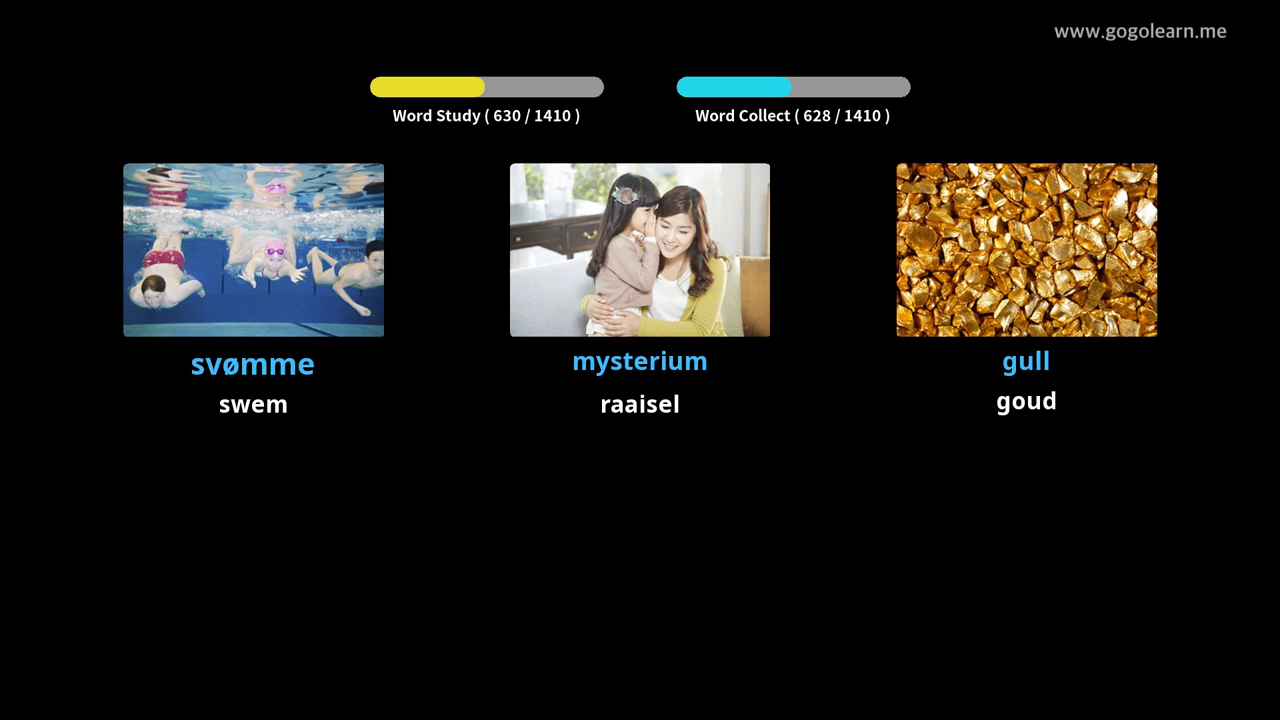 www.gogolearn.me
Word Study ( 630 / 1410 )
Word Collect ( 628 / 1410 )
svømme
swem
mysterium
raaisel
gull
goud